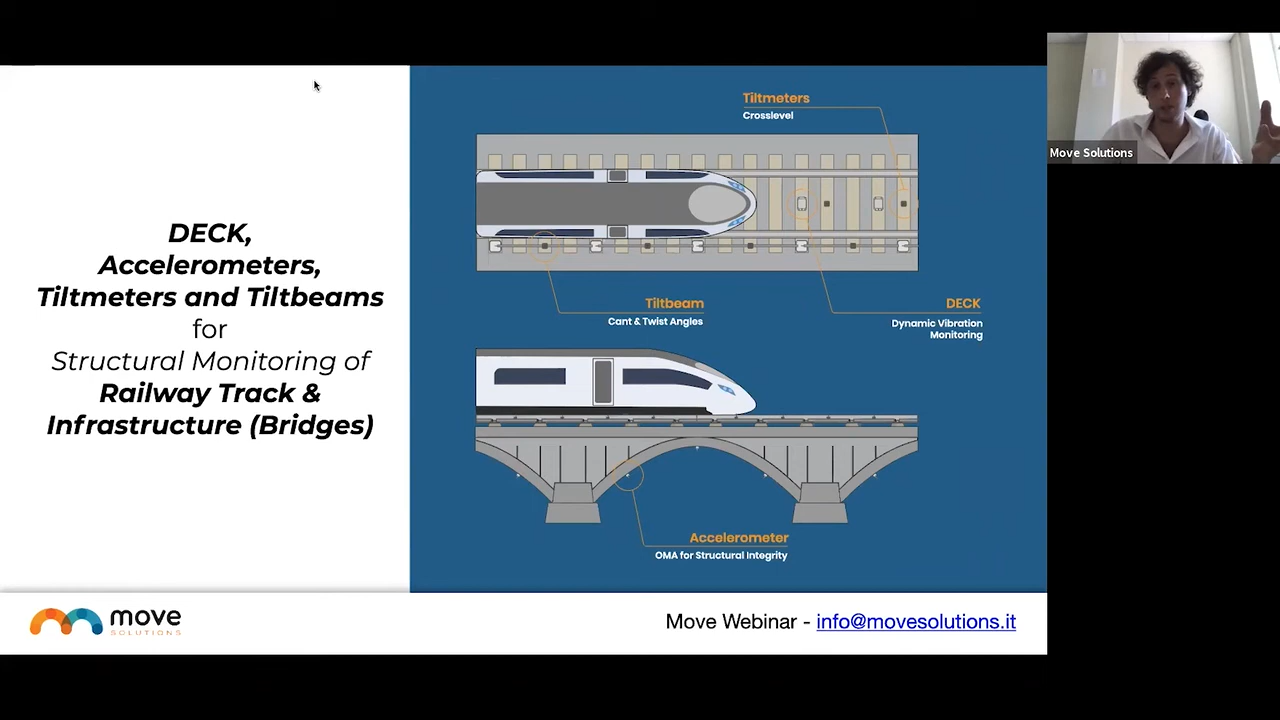 DECK,
Accelerometers,
Tiltmeters and Tiltbeams
for
Structural Monitoring of
Railway Track &
Infrastructure (Bridges)
Tiltmeters
Crosslevel
Tiltbeam
Cant & Twist Angles
DECK
Dynamic Vibration
Monitoring
Accelerometer
OMA for Structural Integrity
Move Solutions
move
SOLUTIONS
Move Webinar - info@movesolutions.it